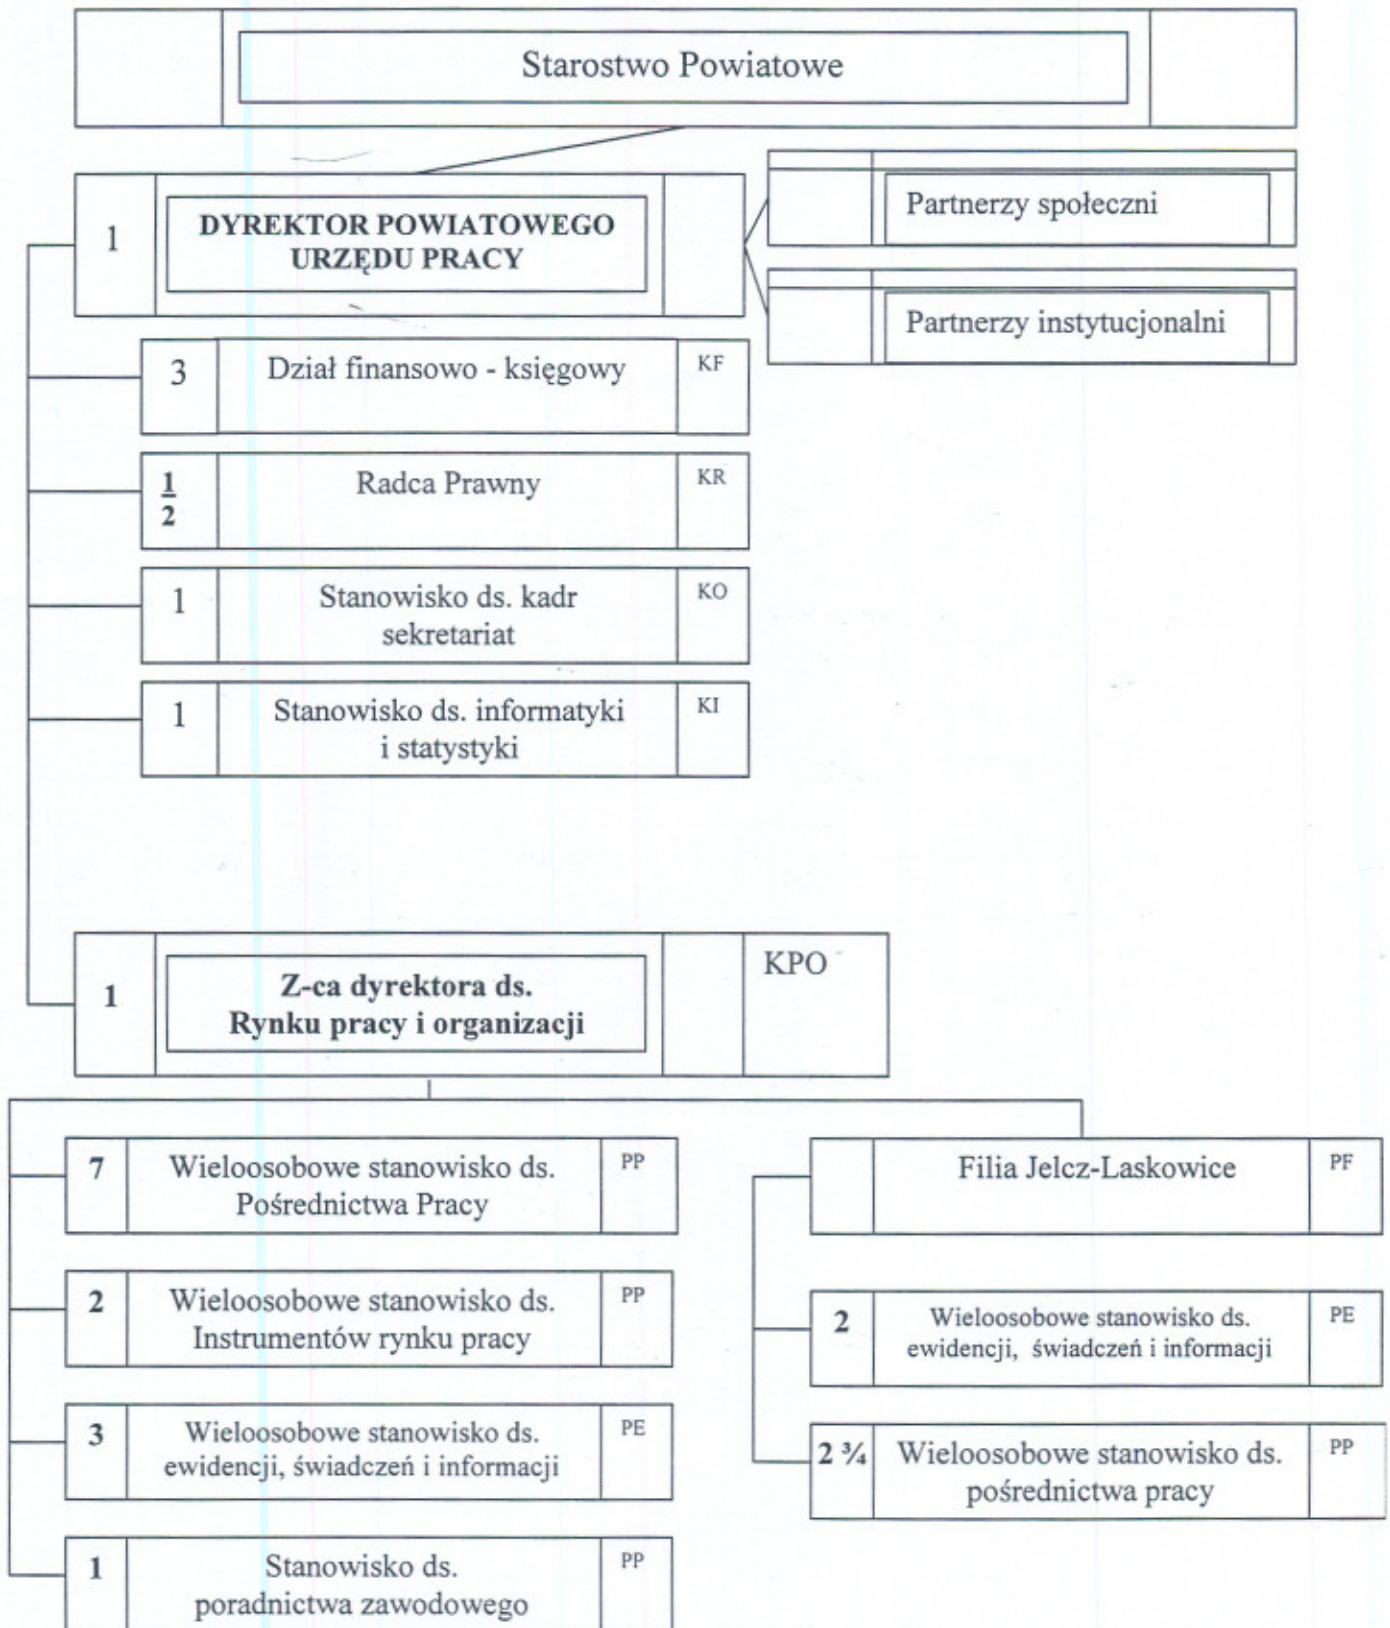 Starostwo Powiatowe
1
DYREKTOR POWIATOWEGO
URZĘDU PRACY
Partnerzy społeczni
Partnerzy instytucjonalni
3
Dział finansowo - księgowy
KF
1
2
Radca Prawny
KR
1
Stanowisko ds. kadr
sekretariat
KO
1
Stanowisko ds. informatyki
i statystyki
KI
1
Z-ca dyrektora ds.
Rynku pracy i organizacji
KPO
7
Wieloosobowe stanowisko ds.
Pośrednictwa Pracy
PP
2
Wieloosobowe stanowisko ds.
Instrumentów rynku pracy
PP
3
Wieloosobowe stanowisko ds.
ewidencji, świadczeń i informacji
PE
1
Stanowisko ds.
poradnictwa zawodowego
PP
Filia Jelcz-Laskowice
PF
2
Wieloosobowe stanowisko ds.
ewidencji, świadczeń i informacji
PE
2 ¾
Wieloosobowe stanowisko ds.
pośrednictwa pracy
PP